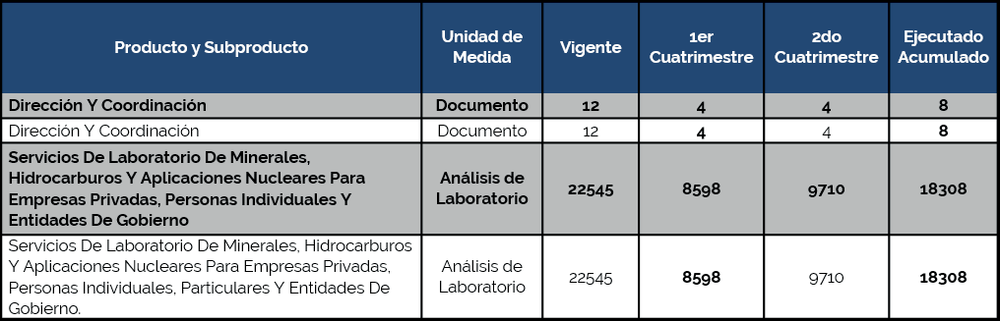 Producto y Subproducto
Unidad de
Medida
Vigente
1er
Cuatrimestre
2do
Cuatrimestre
Ejecutado
Acumulado
Dirección Y Coordinación
Documento
12
4
4
8
Dirección Y Coordinación
Documento
12
4
4
8
Servicios De Laboratorio De Minerales,
Hidrocarburos Y Aplicaciones Nucleares Para
Empresas Privadas, Personas Individuales Y
Entidades De Gobierno
Análisis de
Laboratorio
22545
8598
9710
18308
Servicios De Laboratorio De Minerales, Hidrocarburos
Y Aplicaciones Nucleares Para Empresas Privadas,
Personas Individuales, Particulares Y Entidades De
Gobierno.
Análisis de
Laboratorio
22545
8598
9710
18308